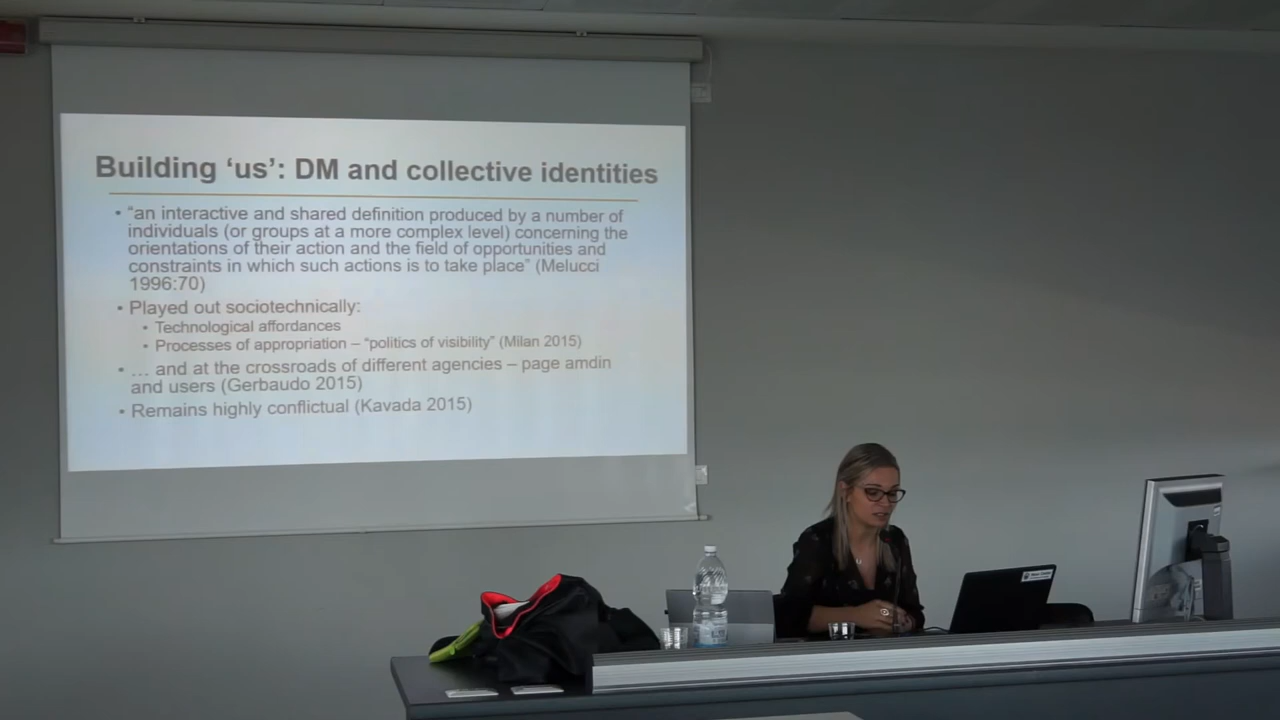 Building ‘us’: DM and collective identities
• “an interactive and shared definition produced by a number of
individuals (or groups at a more complex level) concerning the
orientations of their action and the field of opportunities and
constraints in which such actions is to take place” (Melucci
1996:70)
• Played out sociotechnically:
• Technological affordances
• Processes of appropriation – “politics of visibility” (Milan 2015)
• … and at the crossroads of different agencies – page amdin
and users (Gerbaudo 2015)
• Remains highly conflictual (Kavada 2015)